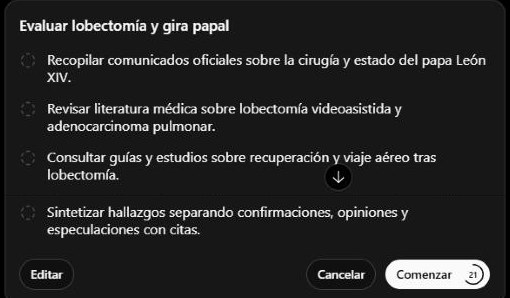 Evaluar lobectomía y gira papal
Recopilar comunicados oficiales sobre la cirugía y estado del papa León
XIV.
Revisar literatura médica sobre lobectomía videoasistida y
adenocarcinoma pulmonar.
Consultar guías y estudios sobre recuperación y viaje aéreo tras
lobectomía.
Sintetizar hallazgos separando confirmaciones, opiniones y
especulaciones con citas.
Editar Cancelar Comenzar 21